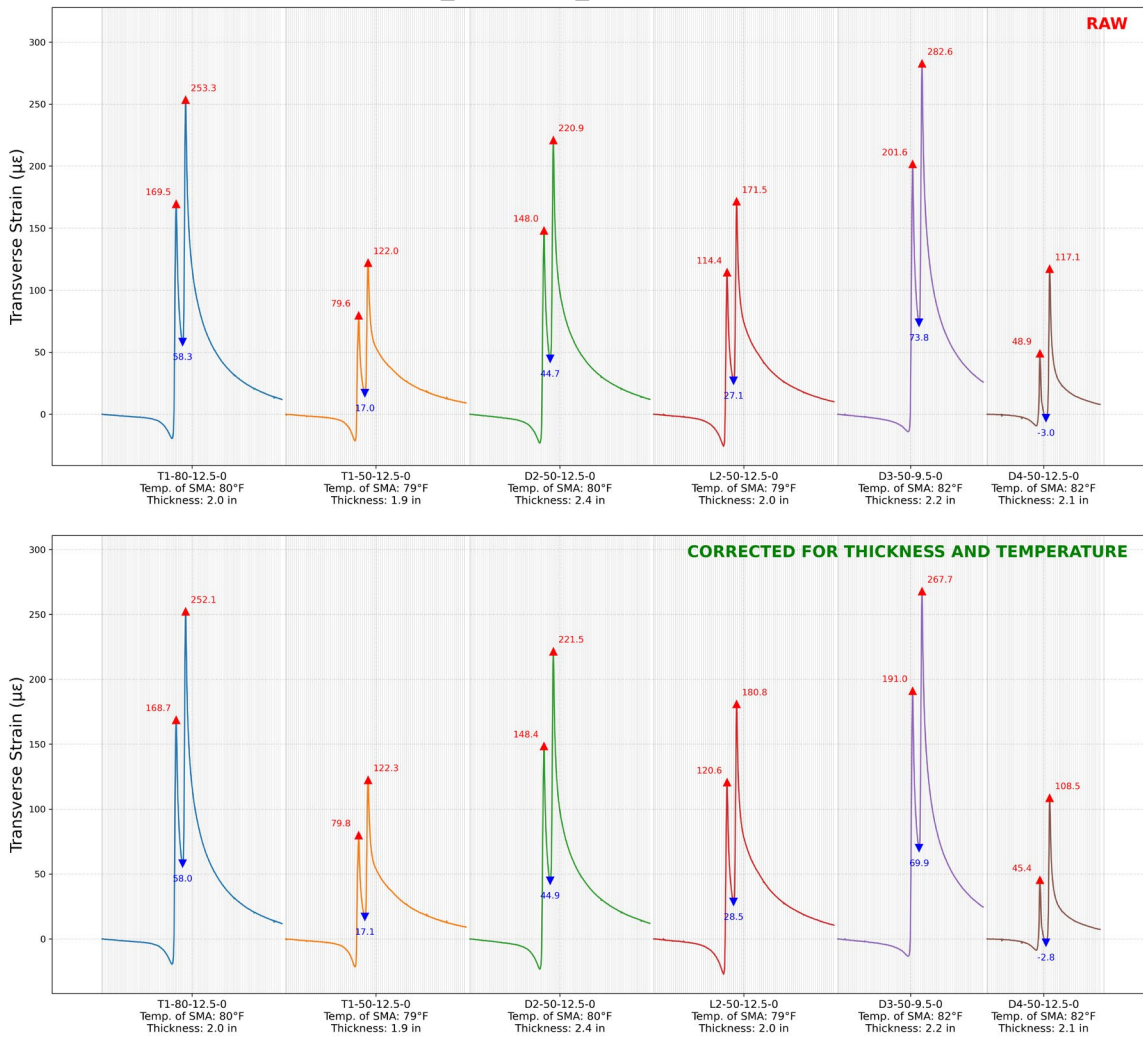 RAW
300
250
200
150
100
50
0
Transverse Strain (με)
169.5
253.3
58.3
79.6
122.0
17.0
148.0
220.9
44.7
114.4
171.5
27.1
201.6
282.6
73.8
48.9
117.1
-3.0
T1-80-12.5-0
Temp. of SMA: 80°F
Thickness: 2.0 in
T1-50-12.5-0
Temp. of SMA: 79°F
Thickness: 1.9 in
D2-50-12.5-0
Temp. of SMA: 80°F
Thickness: 2.4 in
L2-50-12.5-0
Temp. of SMA: 79°F
Thickness: 2.0 in
D3-50-9.5-0
Temp. of SMA: 82°F
Thickness: 2.2 in
D4-50-12.5-0
Temp. of SMA: 82°F
Thickness: 2.1 in
CORRECTED FOR THICKNESS AND TEMPERATURE
300
250
200
150
100
50
0
Transverse Strain (με)
168.7
252.1
58.0
79.8
122.3
17.1
148.4
221.5
44.9
120.6
180.8
28.5
191.0
267.7
69.9
45.4
108.5
-2.8
T1-80-12.5-0
Temp. of SMA: 80°F
Thickness: 2.0 in
T1-50-12.5-0
Temp. of SMA: 79°F
Thickness: 1.9 in
D2-50-12.5-0
Temp. of SMA: 80°F
Thickness: 2.4 in
L2-50-12.5-0
Temp. of SMA: 79°F
Thickness: 2.0 in
D3-50-9.5-0
Temp. of SMA: 82°F
Thickness: 2.2 in
D4-50-12.5-0
Temp. of SMA: 82°F
Thickness: 2.1 in